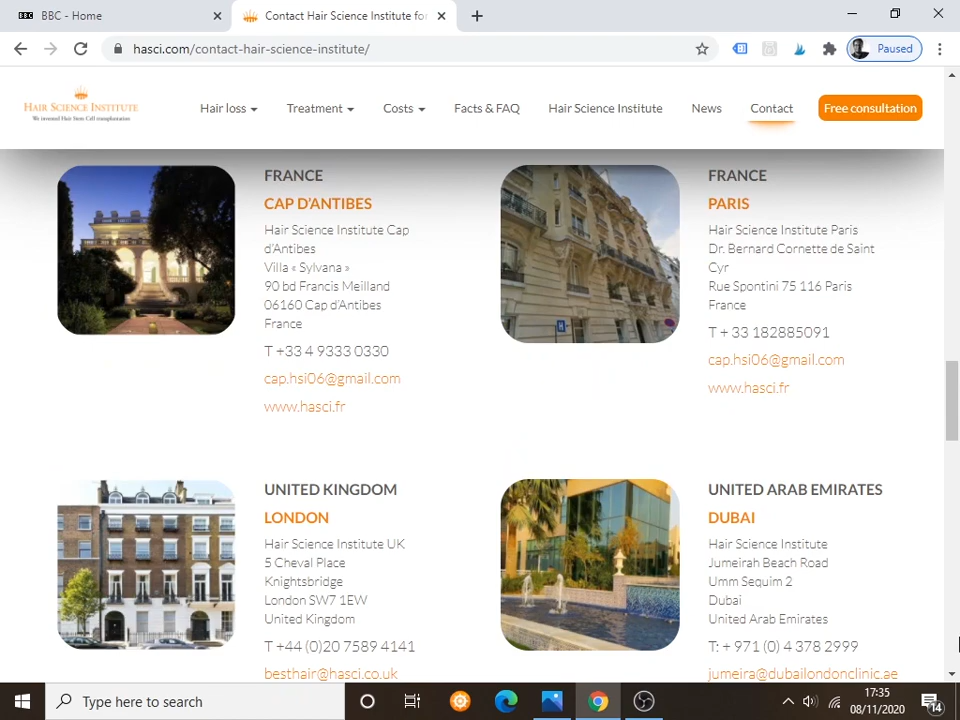 BBC - Home
Contact Hair Science Institute for
hasci.com/contact-hair-science-institute/
Paused
HAIR SCIENCE INSTITUTE
We invented Hair Stem Cell transplantation
Hair loss
Treatment
Costs
Facts & FAQ
Hair Science Institute
News
Contact
Free consultation
FRANCE
CAP D'ANTIBES
Hair Science Institute Cap
d'Antibes
Villa « Sylvana »
90 bd Francis Meilland
06160 Cap d'Antibes
France
T +33 4 9333 0330
cap.hsi06@gmail.com
www.hasci.fr
FRANCE
PARIS
Hair Science Institute Paris
Dr. Bernard Cornette de Saint
Cyr
Rue Spontini 75 116 Paris
France
T + 33 182885091
cap.hsi06@gmail.com
www.hasci.fr
UNITED KINGDOM
LONDON
Hair Science Institute UK
5 Cheval Place
Knightsbridge
London SW7 1EW
United Kingdom
T +44 (0)20 7589 4141
besthair@hasci.co.uk
UNITED ARAB EMIRATES
DUBAI
Hair Science Institute
Jumeirah Beach Road
Umm Sequim 2
Dubai
United Arab Emirates
T: + 971 (0) 4 378 2999
jumeira@dubailondonclinic.ae
Type here to search
17:35
08/11/2020
14